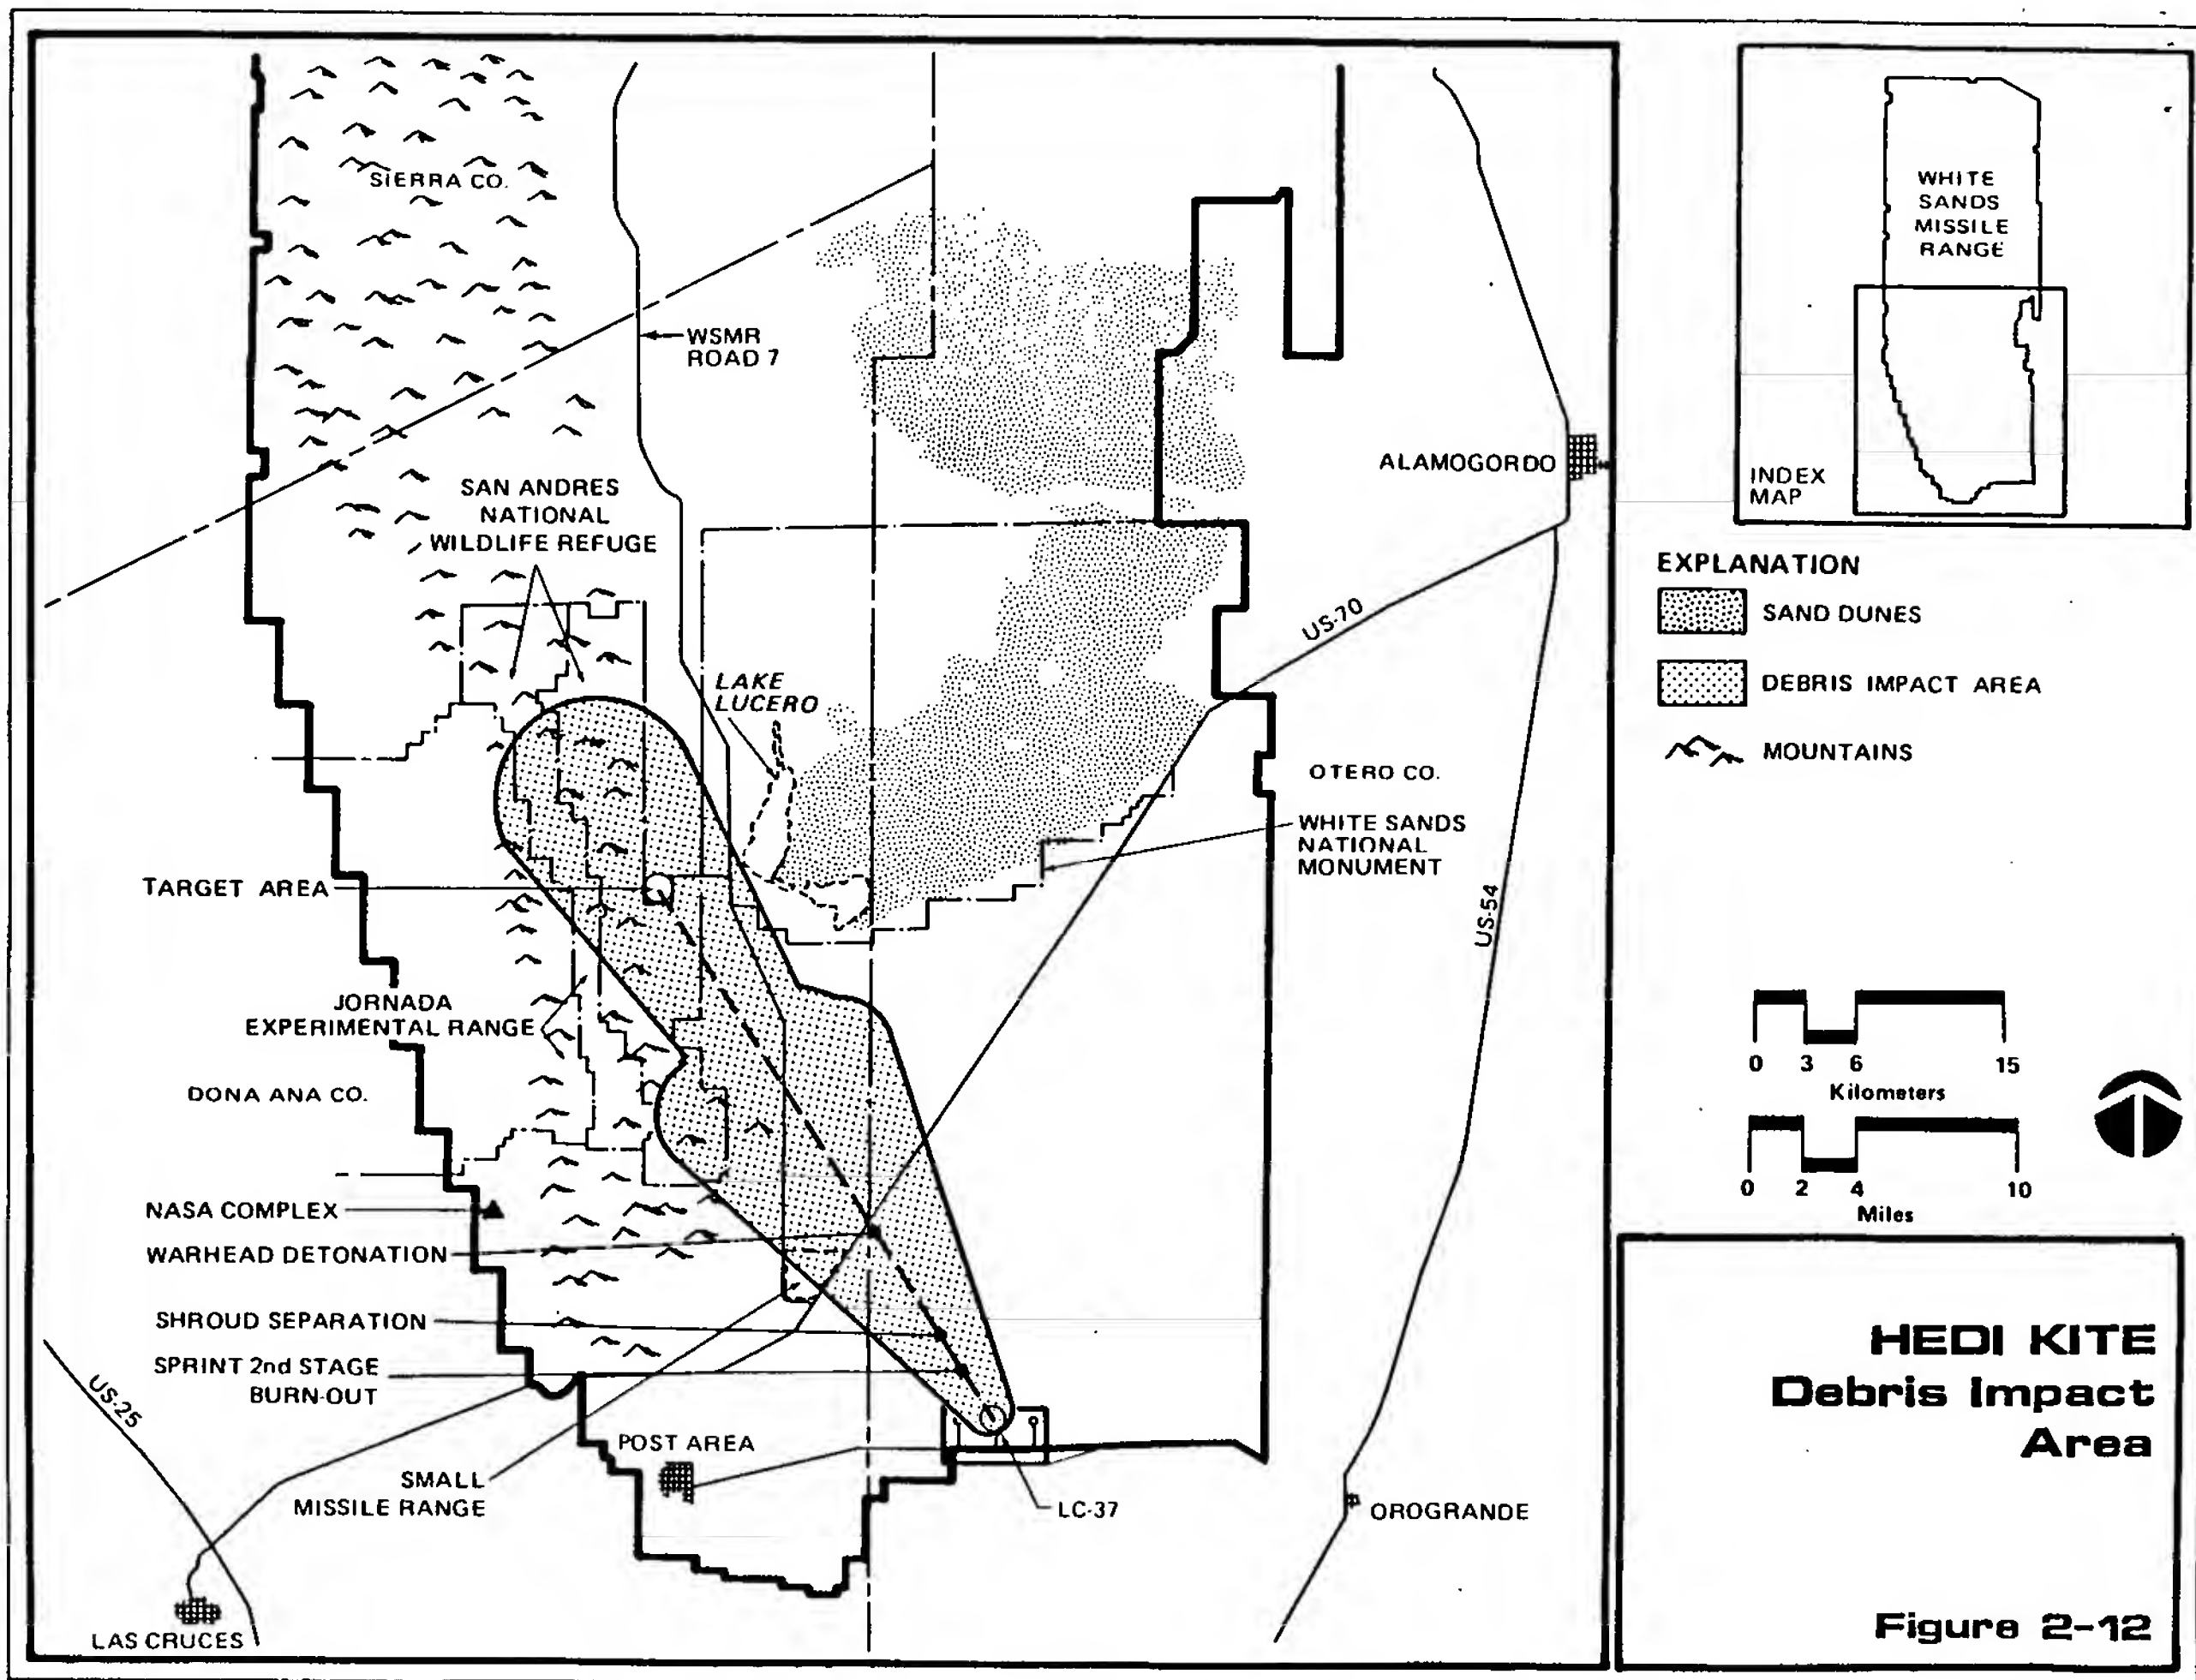 SIERRA CO.
WSMR
ROAD 7
SAN ANDRES
NATIONAL
WILDLIFE REFUGE
LAKE
LUCERO
ALAMOGORDO
US-70
OTERO CO.
WHITE SANDS
NATIONAL
MONUMENT
US-54
TARGET AREA
JORNADA
EXPERIMENTAL RANGE
DONA ANA CO.
NASA COMPLEX
WARHEAD DETONATION
SHROUD SEPARATION
SPRINT 2nd STAGE
BURN-OUT
US-25
POST AREA
SMALL
MISSILE RANGE
LC-37
OROGRANDE
LAS CRUCES
WHITE
SANDS
MISSILE
RANGE
INDEX
MAP
EXPLANATION
SAND DUNES
DEBRIS IMPACT AREA
MOUNTAINS
0 3 6 15
Kilometers
0 2 4 10
Miles
HEDI KITE
Debris Impact
Area
Figure 2-12